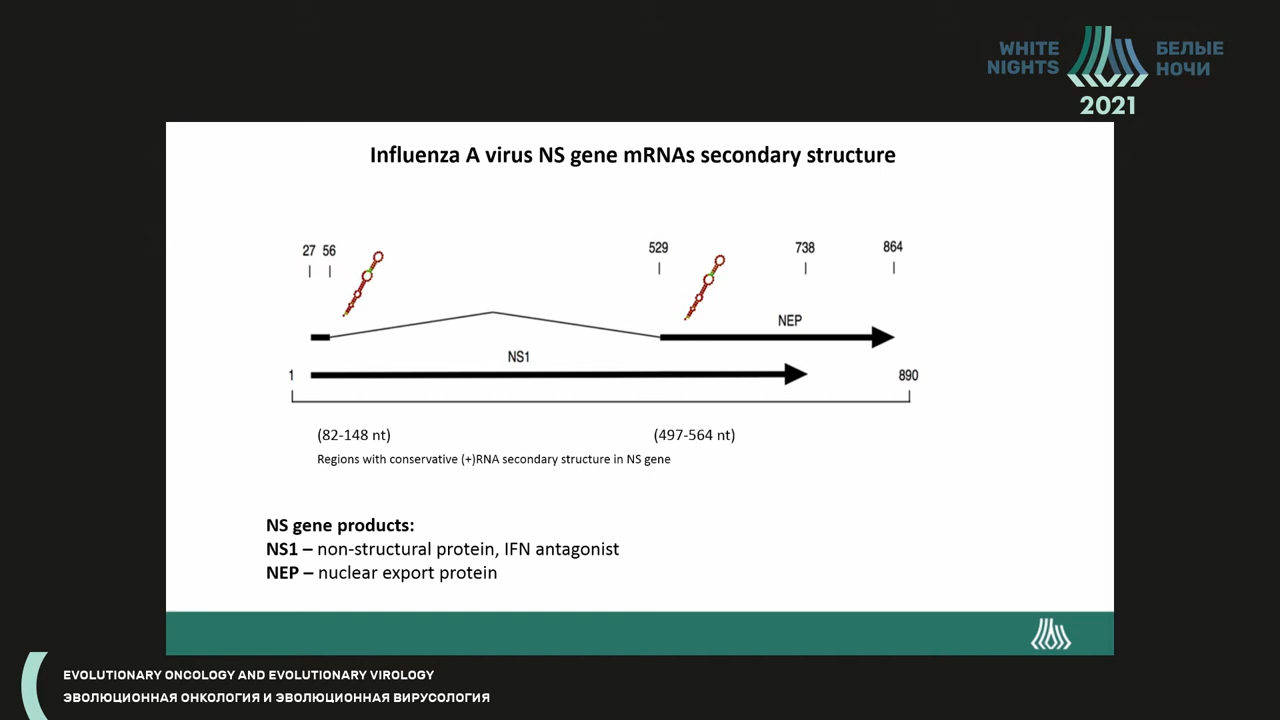 WHITE NIGHTS
БЕЛЫЕ НОЧИ
2021
Influenza A virus NS gene mRNAs secondary structure
27 56 529 738 864
NEP
NS1
1 890
(82-148 nt) (497-564 nt)
Regions with conservative (+)RNA secondary structure in NS gene
NS gene products:
NS1 – non-structural protein, IFN antagonist
NEP – nuclear export protein
EVOLUTIONARY ONCOLOGY AND EVOLUTIONARY VIROLOGY
ЭВОЛЮЦИОННАЯ ОНКОЛОГИЯ И ЭВОЛЮЦИОННАЯ ВИРУСОЛОГИЯ